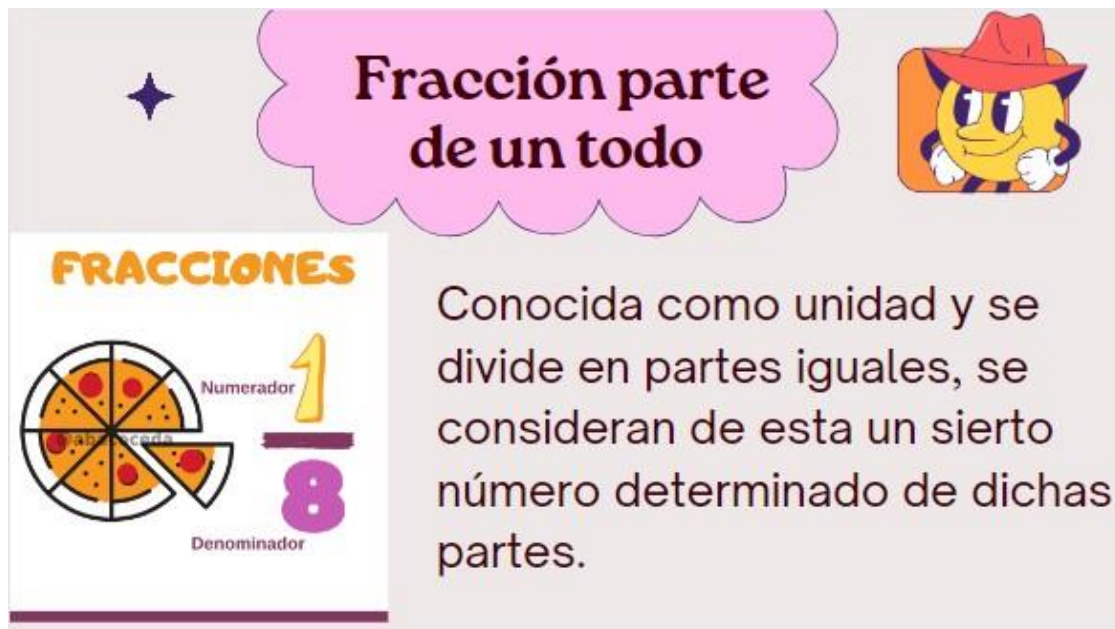 Fracción parte
de un todo
FRACCIONES
Numerador
1
8
Denominador
Conocida como unidad y se
divide en partes iguales, se
consideran de esta un sierto
número determinado de dichas
partes.